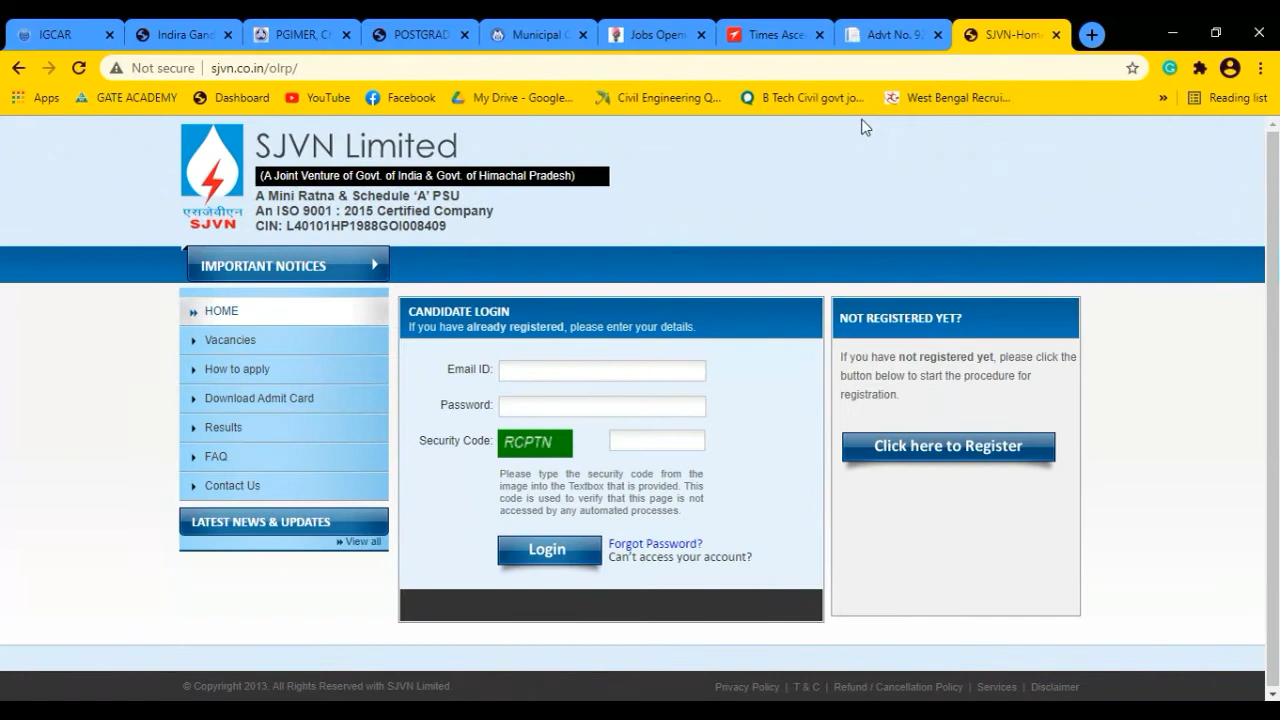 IGCAR
Indira Gand
PGIMER, Ch
POSTGRAD
Municipal C
Jobs Openi
Times Asce
Advt No. 92
SJVN-Hom
Not secure
sjvn.co.in/olrp/
Apps
GATE ACADEMY
Dashboard
YouTube
Facebook
My Drive - Google...
Civil Engineering Q...
B Tech Civil govt jo...
West Bengal Recrui...
»
Reading list
एसजेवीएन
SJVN
SJVN Limited
(A Joint Venture of Govt. of India & Govt. of Himachal Pradesh)
A Mini Ratna & Schedule ‘A’ PSU
An ISO 9001 : 2015 Certified Company
CIN: L40101HP1988GOI008409
IMPORTANT NOTICES
HOME
Vacancies
How to apply
Download Admit Card
Results
FAQ
Contact Us
LATEST NEWS & UPDATES
View all
CANDIDATE LOGIN
If you have already registered, please enter your details.
Email ID:
Password:
Security Code:
RCPTN
Please type the security code from the
image into the Textbox that is provided. This
code is used to verify that this page is not
accessed by any automated processes.
Login
Forgot Password?
Can't access your account?
NOT REGISTERED YET?
If you have not registered yet, please click the
button below to start the procedure for
registration.
Click here to Register
© Copyrirght 2013. All Rights Reserved with SJVN Limited.
Privacy Policy | T & C | Refund / Cancellation Policy | Services | Disclaimer